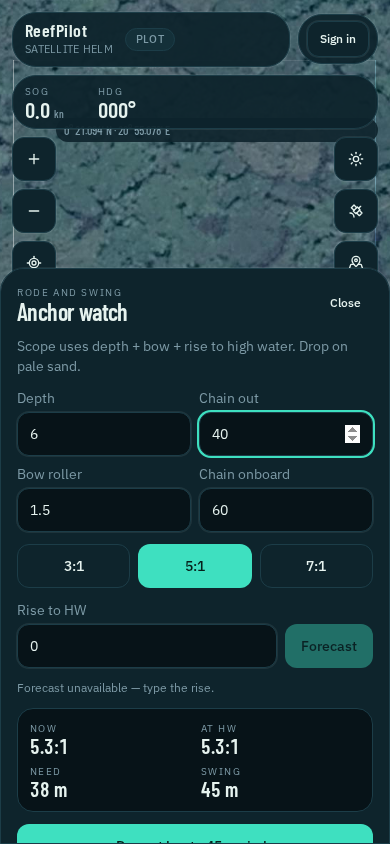 ReefPilot
SATELLITE HELM
PLOT
Sign in
SOG
HDG
0.0 kn
000°
Close
RODE AND SWING
Anchor watch
Scope uses depth + bow + rise to high water. Drop on
pale sand.
Depth
Chain out
6
40
Bow roller
Chain onboard
1.5
60
3:1
5:1
7:1
Rise to HW
0
Forecast
Forecast unavailable — type the rise.
NOW
AT HW
5.3:1
5.3:1
NEED
SWING
38 m
45 m